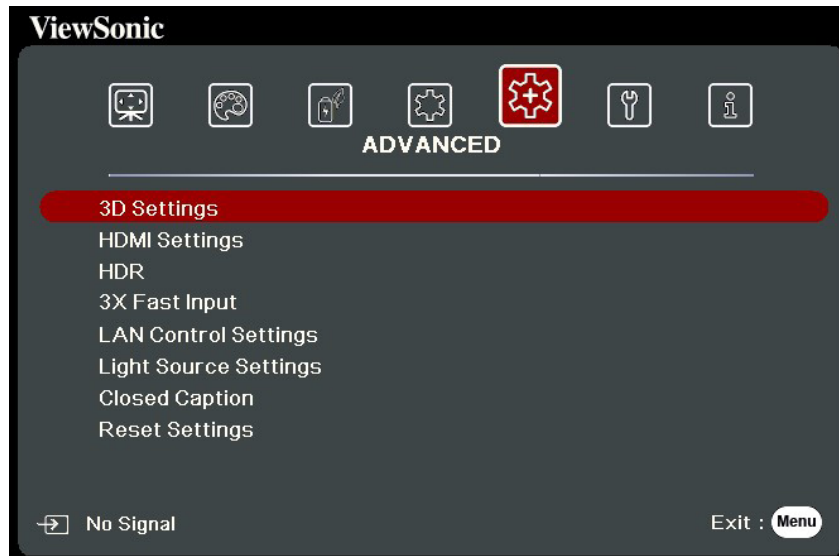 ViewSonic
ADVANCED
3D Settings
HDMI Settings
HDR
3X Fast Input
LAN Control Settings
Light Source Settings
Closed Caption
Reset Settings
No Signal
Exit : Menu